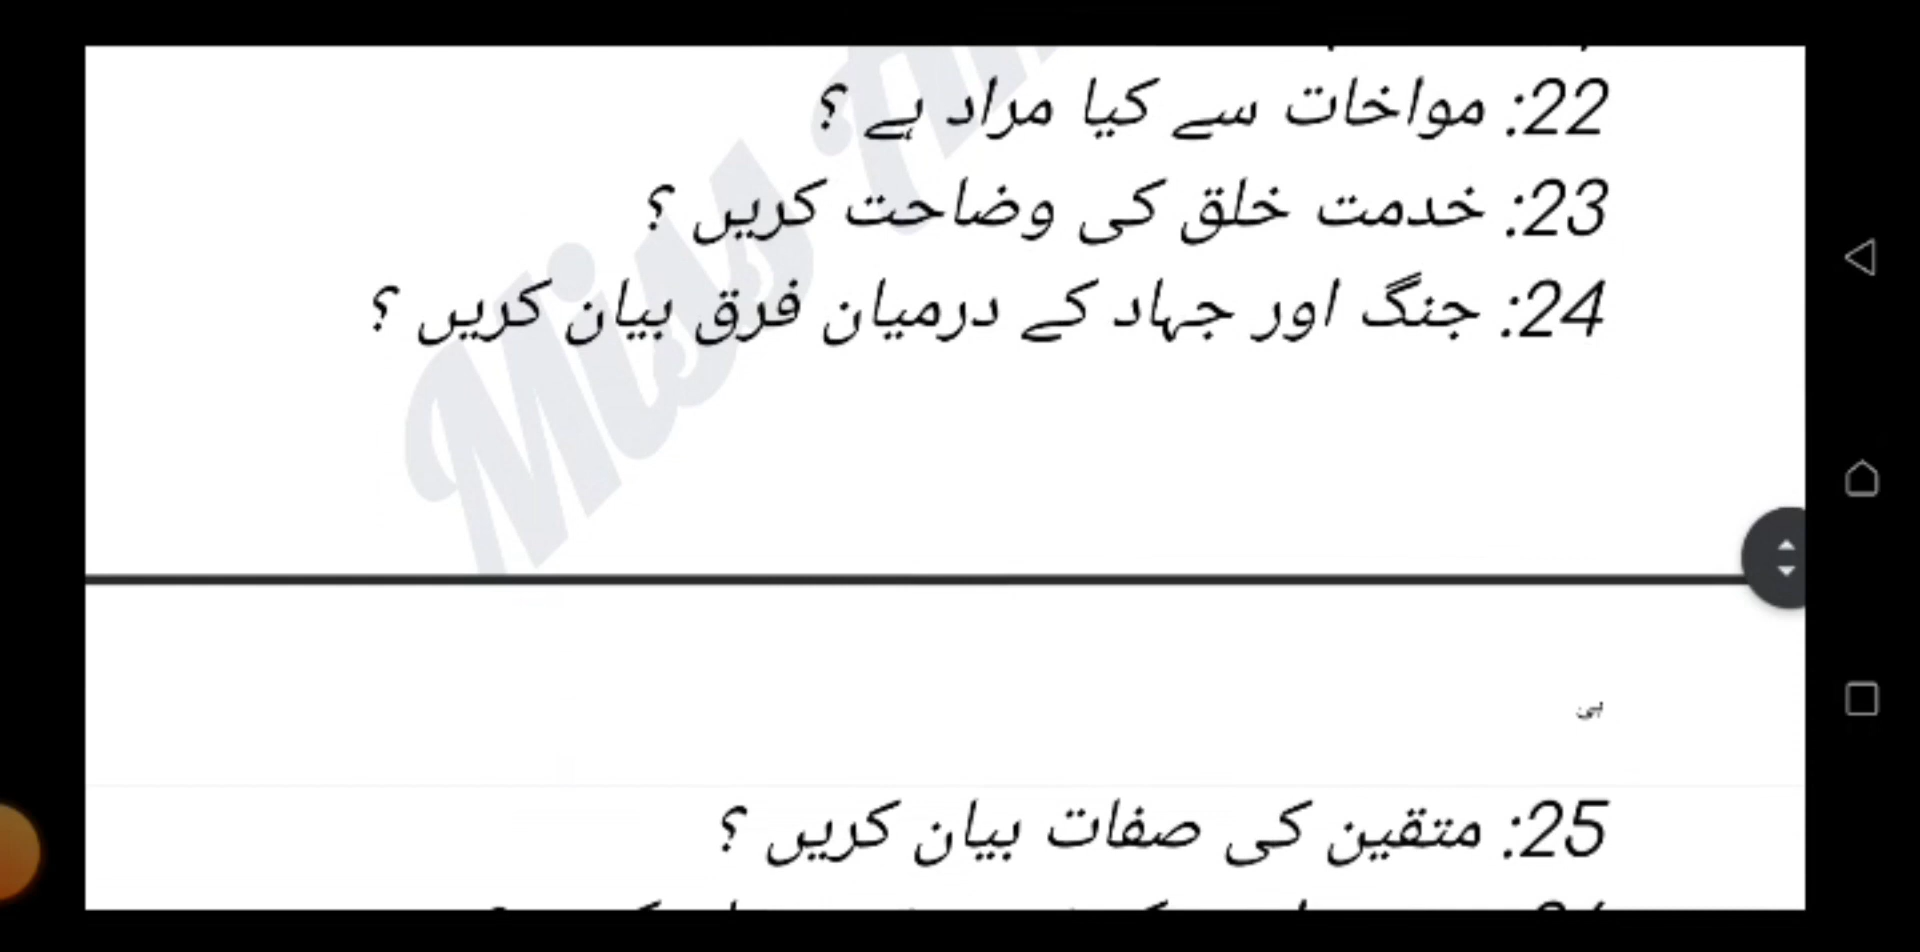 22: مواخات سے کیا مراد ہے ؟
23: خدمت خلق کی وضاحت کریں ؟
24: جنگ اور جہاد کے درمیان فرق بیان کریں ؟
Miss
25: متقین کی صفات بیان کریں ؟